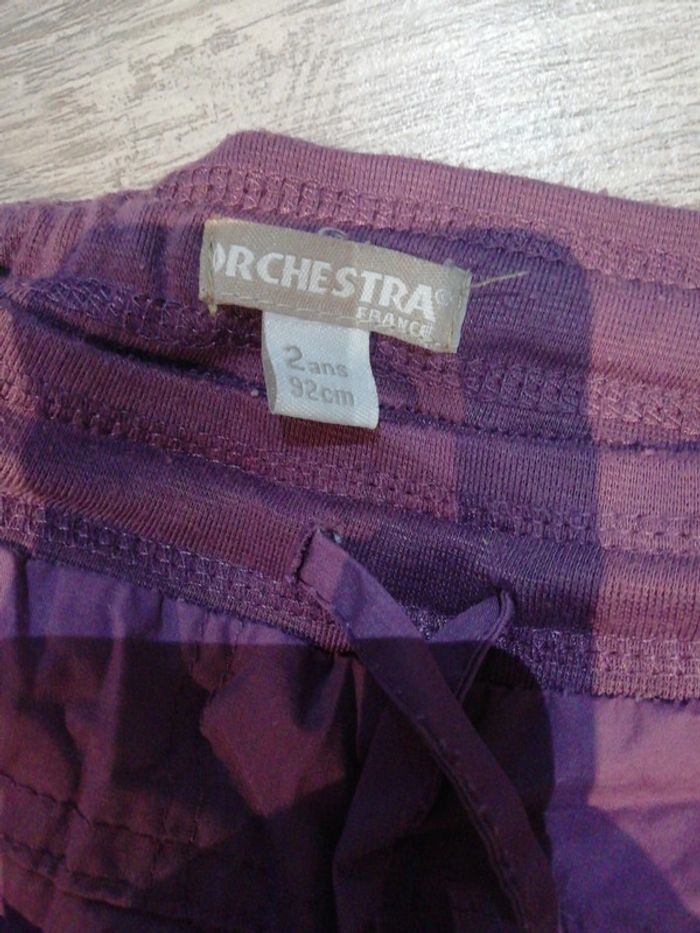 ORCHESTRA®
FRANCE
2 ans
92cm